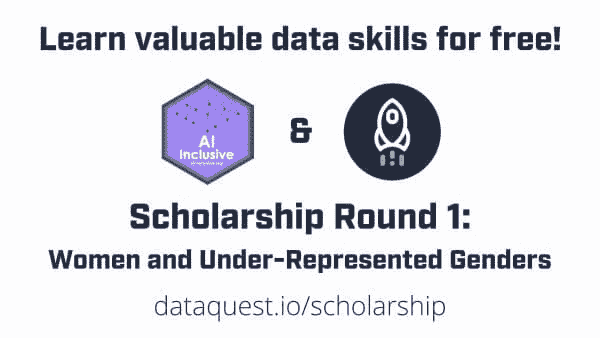 Learn valuable data skills for free!
AI
Inclusive
&
Scholarship Round 1:
Women and Under-Represented Genders
dataquest.io/scholarship